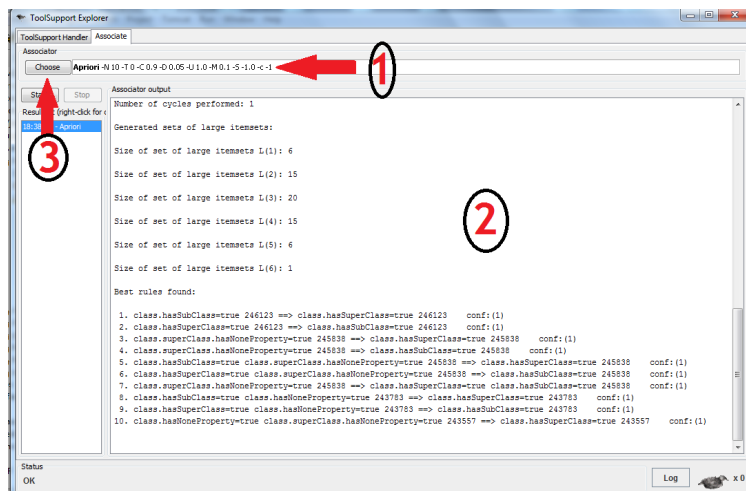 ToolSupport Explorer
ToolSupport Handler Associate
Associator
Choose Apriori -N 10 -T 0 -C 0.9 -D 0.05 -U 1.0 -M 0.1 -S -1.0 -c -1
1
Stop
Associator output
(right-click for
- Apriori
3
Number of cycles performed: 1
Generated sets of large itemsets:
Size of set of large itemsets L(1): 6
Size of set of large itemsets L(2): 15
Size of set of large itemsets L(3): 20
Size of set of large itemsets L(4): 15
Size of set of large itemsets L(5): 6
Size of set of large itemsets L(6): 1
2
Best rules found:
1. class.hasSubClass=true 246123 ==> class.hasSuperClass=true 246123 conf:(1)
2. class.hasSuperClass=true 246123 ==> class.hasSubClass=true 246123 conf:(1)
3. class.superClass.hasNoneProperty=true 245838 ==> class.hasSuperClass=true 245838 conf:(1)
4. class.superClass.hasNoneProperty=true 245838 ==> class.hasSubClass=true 245838 conf:(1)
5. class.hasSubClass=true class.superClass.hasNoneProperty=true 245838 ==> class.hasSuperClass=true 245838 conf:(1)
6. class.hasSuperClass=true class.superClass.hasNoneProperty=true 245838 ==> class.hasSubClass=true 245838 conf:(1)
7. class.superClass.hasNoneProperty=true 245838 ==> class.hasSuperClass=true class.hasSubClass=true 245838 conf:(1)
8. class.hasSubClass=true class.hasNoneProperty=true 243783 ==> class.hasSuperClass=true 243783 conf:(1)
9. class.hasSuperClass=true class.hasNoneProperty=true 243783 ==> class.hasSubClass=true 243783 conf:(1)
10. class.hasNoneProperty=true class.superClass.hasNoneProperty=true 243557 ==> class.hasSuperClass=true 243557 conf:(1)
Status
OK
Log
x 0